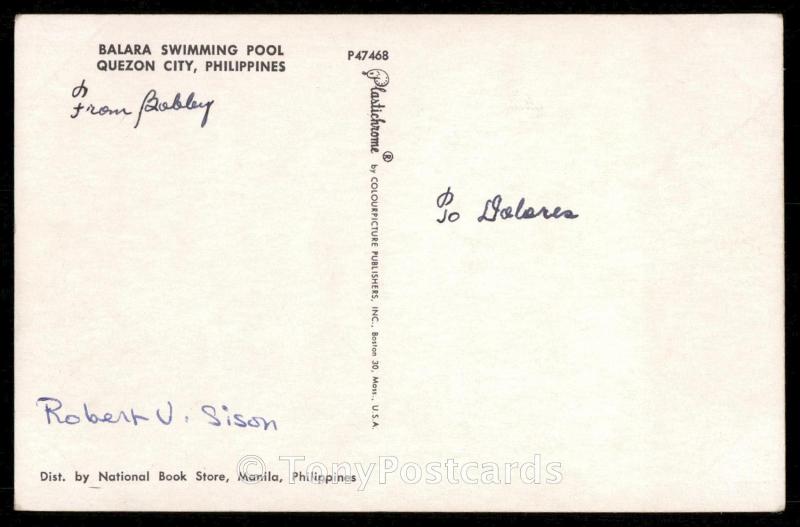 BALARA SWIMMING POOL
QUEZON CITY, PHILIPPINES
From Bobbey
P47468
Plastichrome ® by COLOURPICTURE PUBLISHERS, INC., Boston 30, Mass., U.S.A.
To Dolores
Robert V. Sison
Dist. by National Book Store, Manila, Philippines
© TonyPostcards